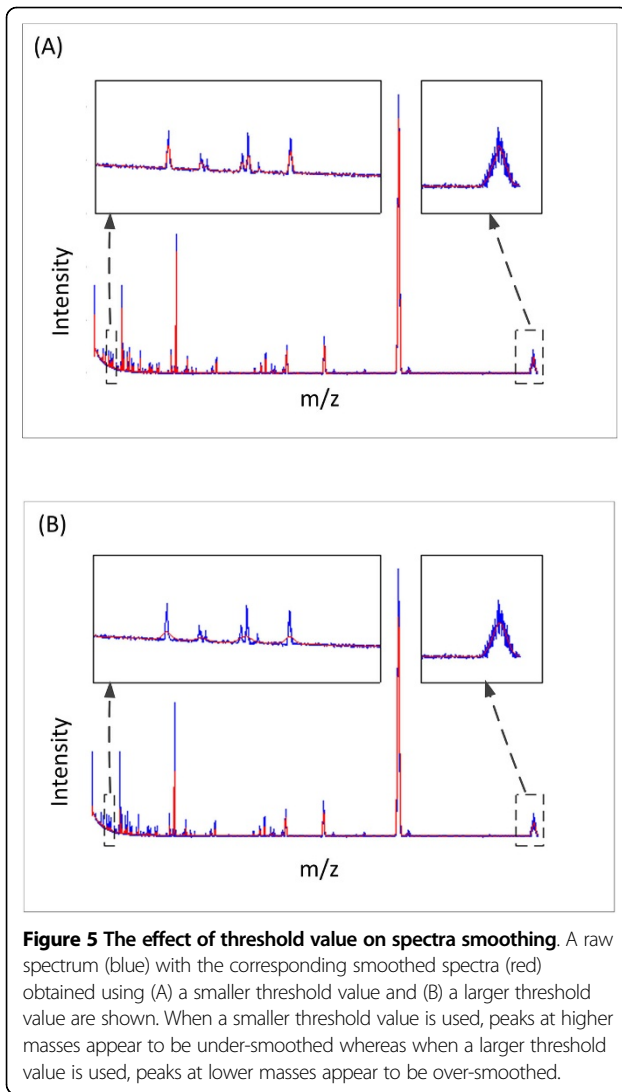 (A)
Intensity
m/z
(B)
Intensity
m/z
Figure 5 The effect of threshold value on spectra smoothing. A raw
spectrum (blue) with the corresponding smoothed spectra (red)
obtained using (A) a smaller threshold value and (B) a larger threshold
value are shown. When a smaller threshold value is used, peaks at higher
masses appear to be under-smoothed whereas when a larger threshold
value is used, peaks at lower masses appear to be over-smoothed.